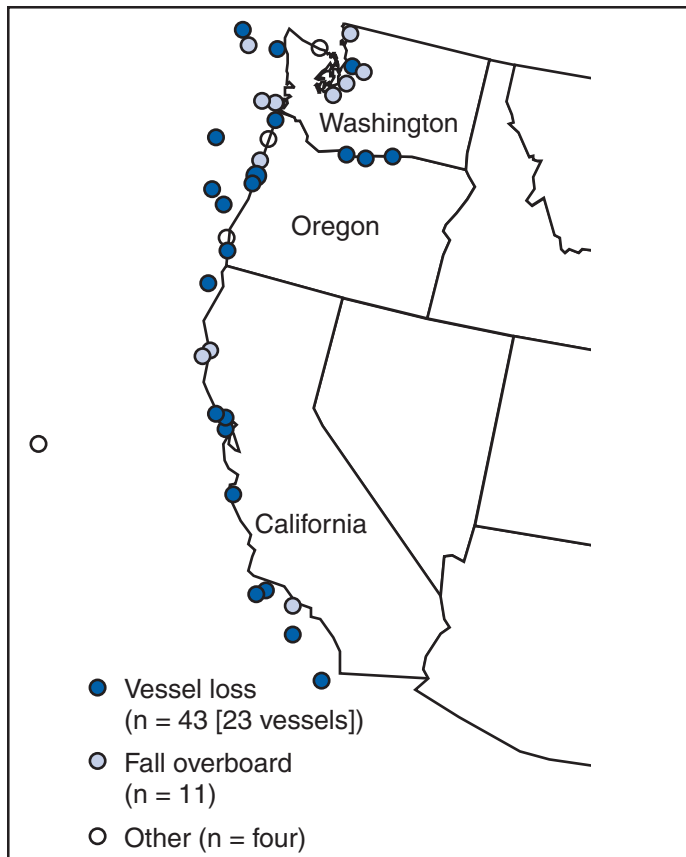 Washington
Oregon
California
Vessel loss
(n = 43 [23 vessels])
Fall overboard
(n = 11)
Other (n = four)